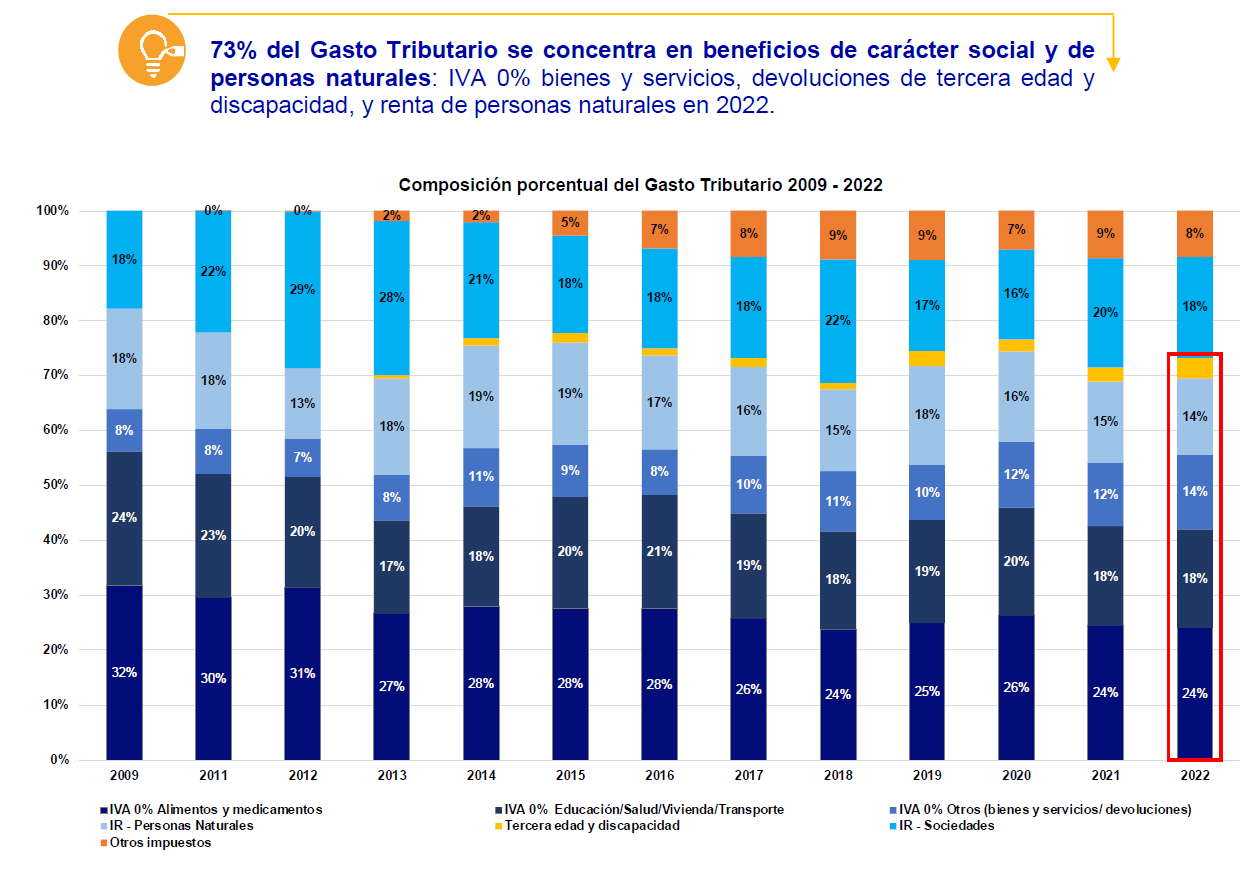 73% del Gasto Tributario se concentra en beneficios de carácter social y de
personas naturales: IVA 0% bienes y servicios, devoluciones de tercera edad y
discapacidad, y renta de personas naturales en 2022.
Composición porcentual del Gasto Tributario 2009 - 2022
100% 0% 0% 2% 2% 5% 7% 8% 9% 9% 7% 9% 8%
90% 18% 22% 29% 28% 21% 18% 18% 18% 22% 17% 16% 20% 18%
80%
70% 18% 18% 13% 18% 19% 19% 17% 16% 15% 18% 16% 15% 14%
60% 8% 8% 7% 8% 11% 9% 8% 10% 11% 10% 12% 12% 14%
50%
40% 24% 23% 20% 17% 18% 20% 21% 19% 18% 19% 20% 18% 18%
30%
20%
10% 32% 30% 31% 27% 28% 28% 28% 26% 24% 25% 26% 24% 24%
0%
2009 2011 2012 2013 2014 2015 2016 2017 2018 2019 2020 2021 2022
IVA 0% Alimentos y medicamentos IVA 0% Educación/Salud/Vivienda/Transporte IVA 0% Otros (bienes y servicios/ devoluciones)
IR - Personas Naturales Tercera edad y discapacidad IR - Sociedades
Otros impuestos